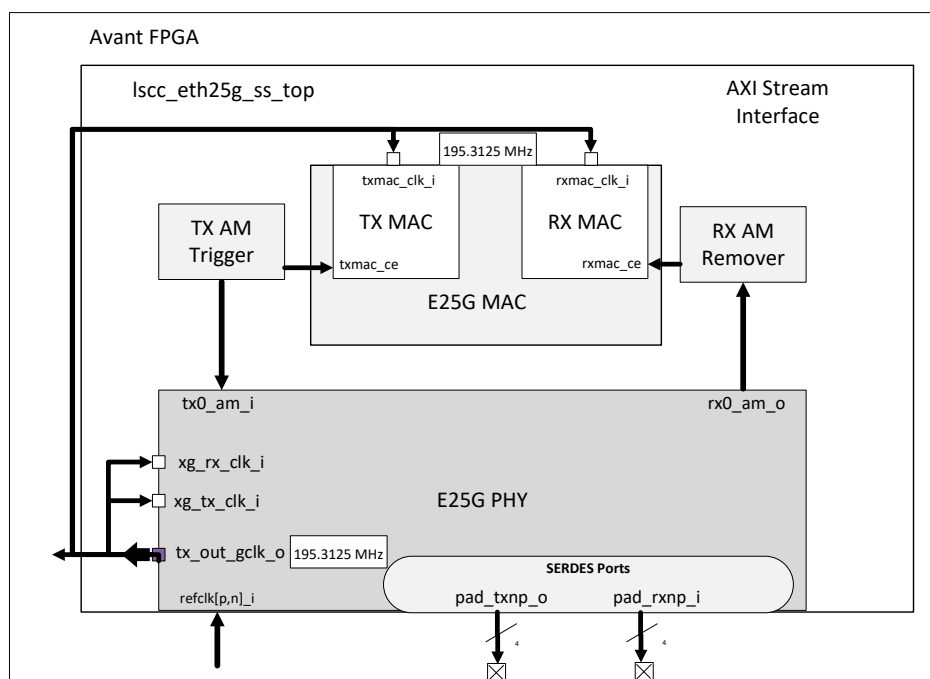 Avant FPGA
lscc_eth25g_ss_top
AXI Stream
Interface
195.3125 MHz
txmac_clk_i
rxmac_clk_i
TX MAC
RX MAC
TX AM
Trigger
RX AM
Remover
txmac_ce
rxmac_ce
E25G MAC
tx0_am_i
rx0_am_o
xg_rx_clk_i
xg_tx_clk_i
E25G PHY
tx_out_gclk_o
195.3125 MHz
SERDES Ports
refclk[p,n]_i
pad_txnp_o
pad_rxnp_i
4
4